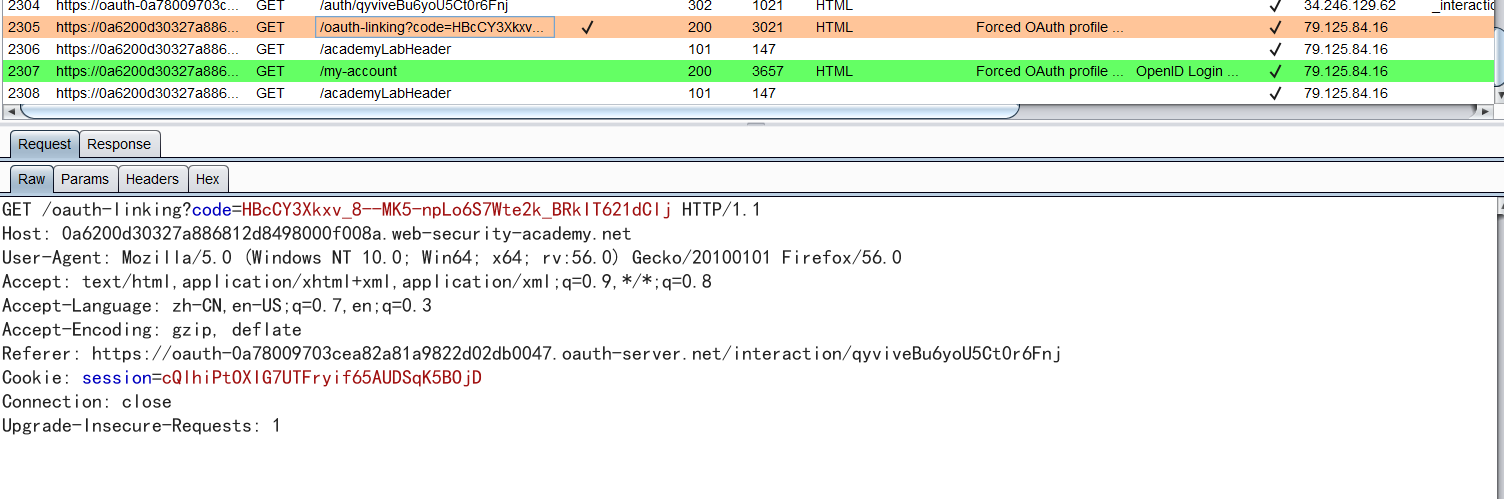 2304 https://oauth-0a78009703c... GET /auth/qyviveBu6yoU5Ct0r6Fnj 302 1021 HTML ✓ 34.246.129.62 _interactio
2305 https://0a6200d30327a886... GET /oauth-linking?code=HBcCY3Xkxv... ✓ 200 3021 HTML Forced OAuth profile ... ✓ 79.125.84.16
2306 https://0a6200d30327a886... GET /academyLabHeader 101 147 ✓ 79.125.84.16
2307 https://0a6200d30327a886... GET /my-account 200 3657 HTML Forced OAuth profile ... OpenID Login ... ✓ 79.125.84.16
2308 https://0a6200d30327a886... GET /academyLabHeader 101 147 ✓ 79.125.84.16
Request Response
Raw Params Headers Hex
GET /oauth-linking?code=HBcCY3Xkxv_8--MK5-npLo6S7Wte2k_BRkIT621dCIj HTTP/1.1
Host: 0a6200d30327a886812d8498000f008a.web-security-academy.net
User-Agent: Mozilla/5.0 (Windows NT 10.0; Win64; x64; rv:56.0) Gecko/20100101 Firefox/56.0
Accept: text/html,application/xhtml+xml,application/xml;q=0.9,*/*;q=0.8
Accept-Language: zh-CN,en-US;q=0.7,en;q=0.3
Accept-Encoding: gzip, deflate
Referer: https://oauth-0a78009703cea82a81a9822d02db0047.oauth-server.net/interaction/qyviveBu6yoU5Ct0r6Fnj
Cookie: session=cQIhiPtOXIG7UTFryif65AUDSqK5BOjD
Connection: close
Upgrade-Insecure-Requests: 1